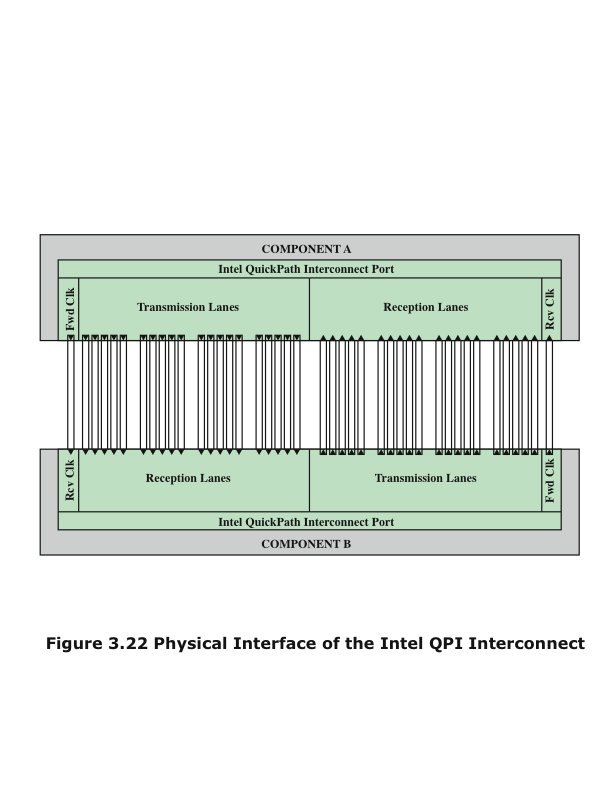 COMPONENT A
Intel QuickPath Interconnect Port
Fwd Clk
Transmission Lanes
Reception Lanes
Rcv Clk
Rcv Clk
Reception Lanes
Transmission Lanes
Fwd Clk
Intel QuickPath Interconnect Port
COMPONENT B
Figure 3.22 Physical Interface of the Intel QPI Interconnect